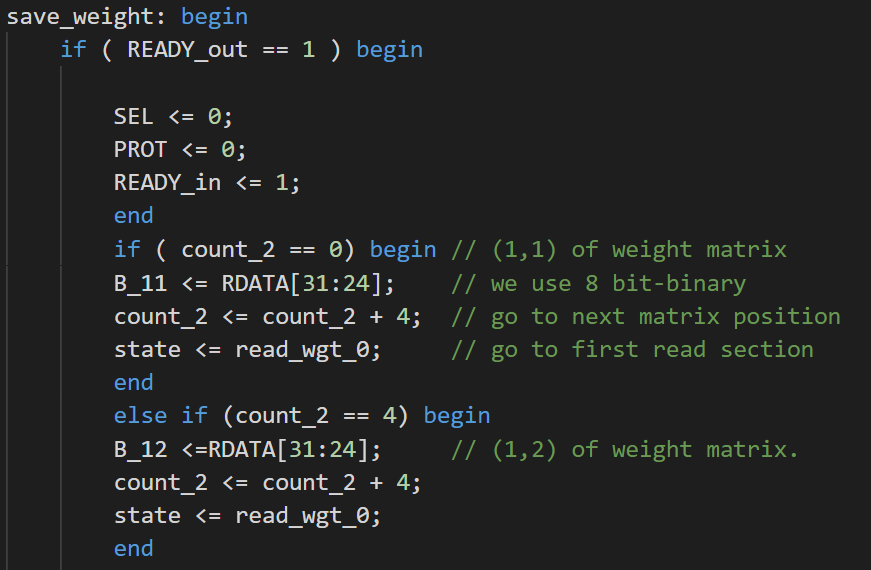 save_weight: begin
if ( READY_out == 1 ) begin
SEL <= 0;
PROT <= 0;
READY_in <= 1;
end
if ( count_2 == 0) begin // (1,1) of weight matrix
B_11 <= RDATA[31:24];    // we use 8 bit-binary
count_2 <= count_2 + 4;  // go to next matrix position
state <= read_wgt_0;     // go to first read section
end
else if (count_2 == 4) begin
B_12 <=RDATA[31:24];     // (1,2) of weight matrix.
count_2 <= count_2 + 4;
state <= read_wgt_0;
end